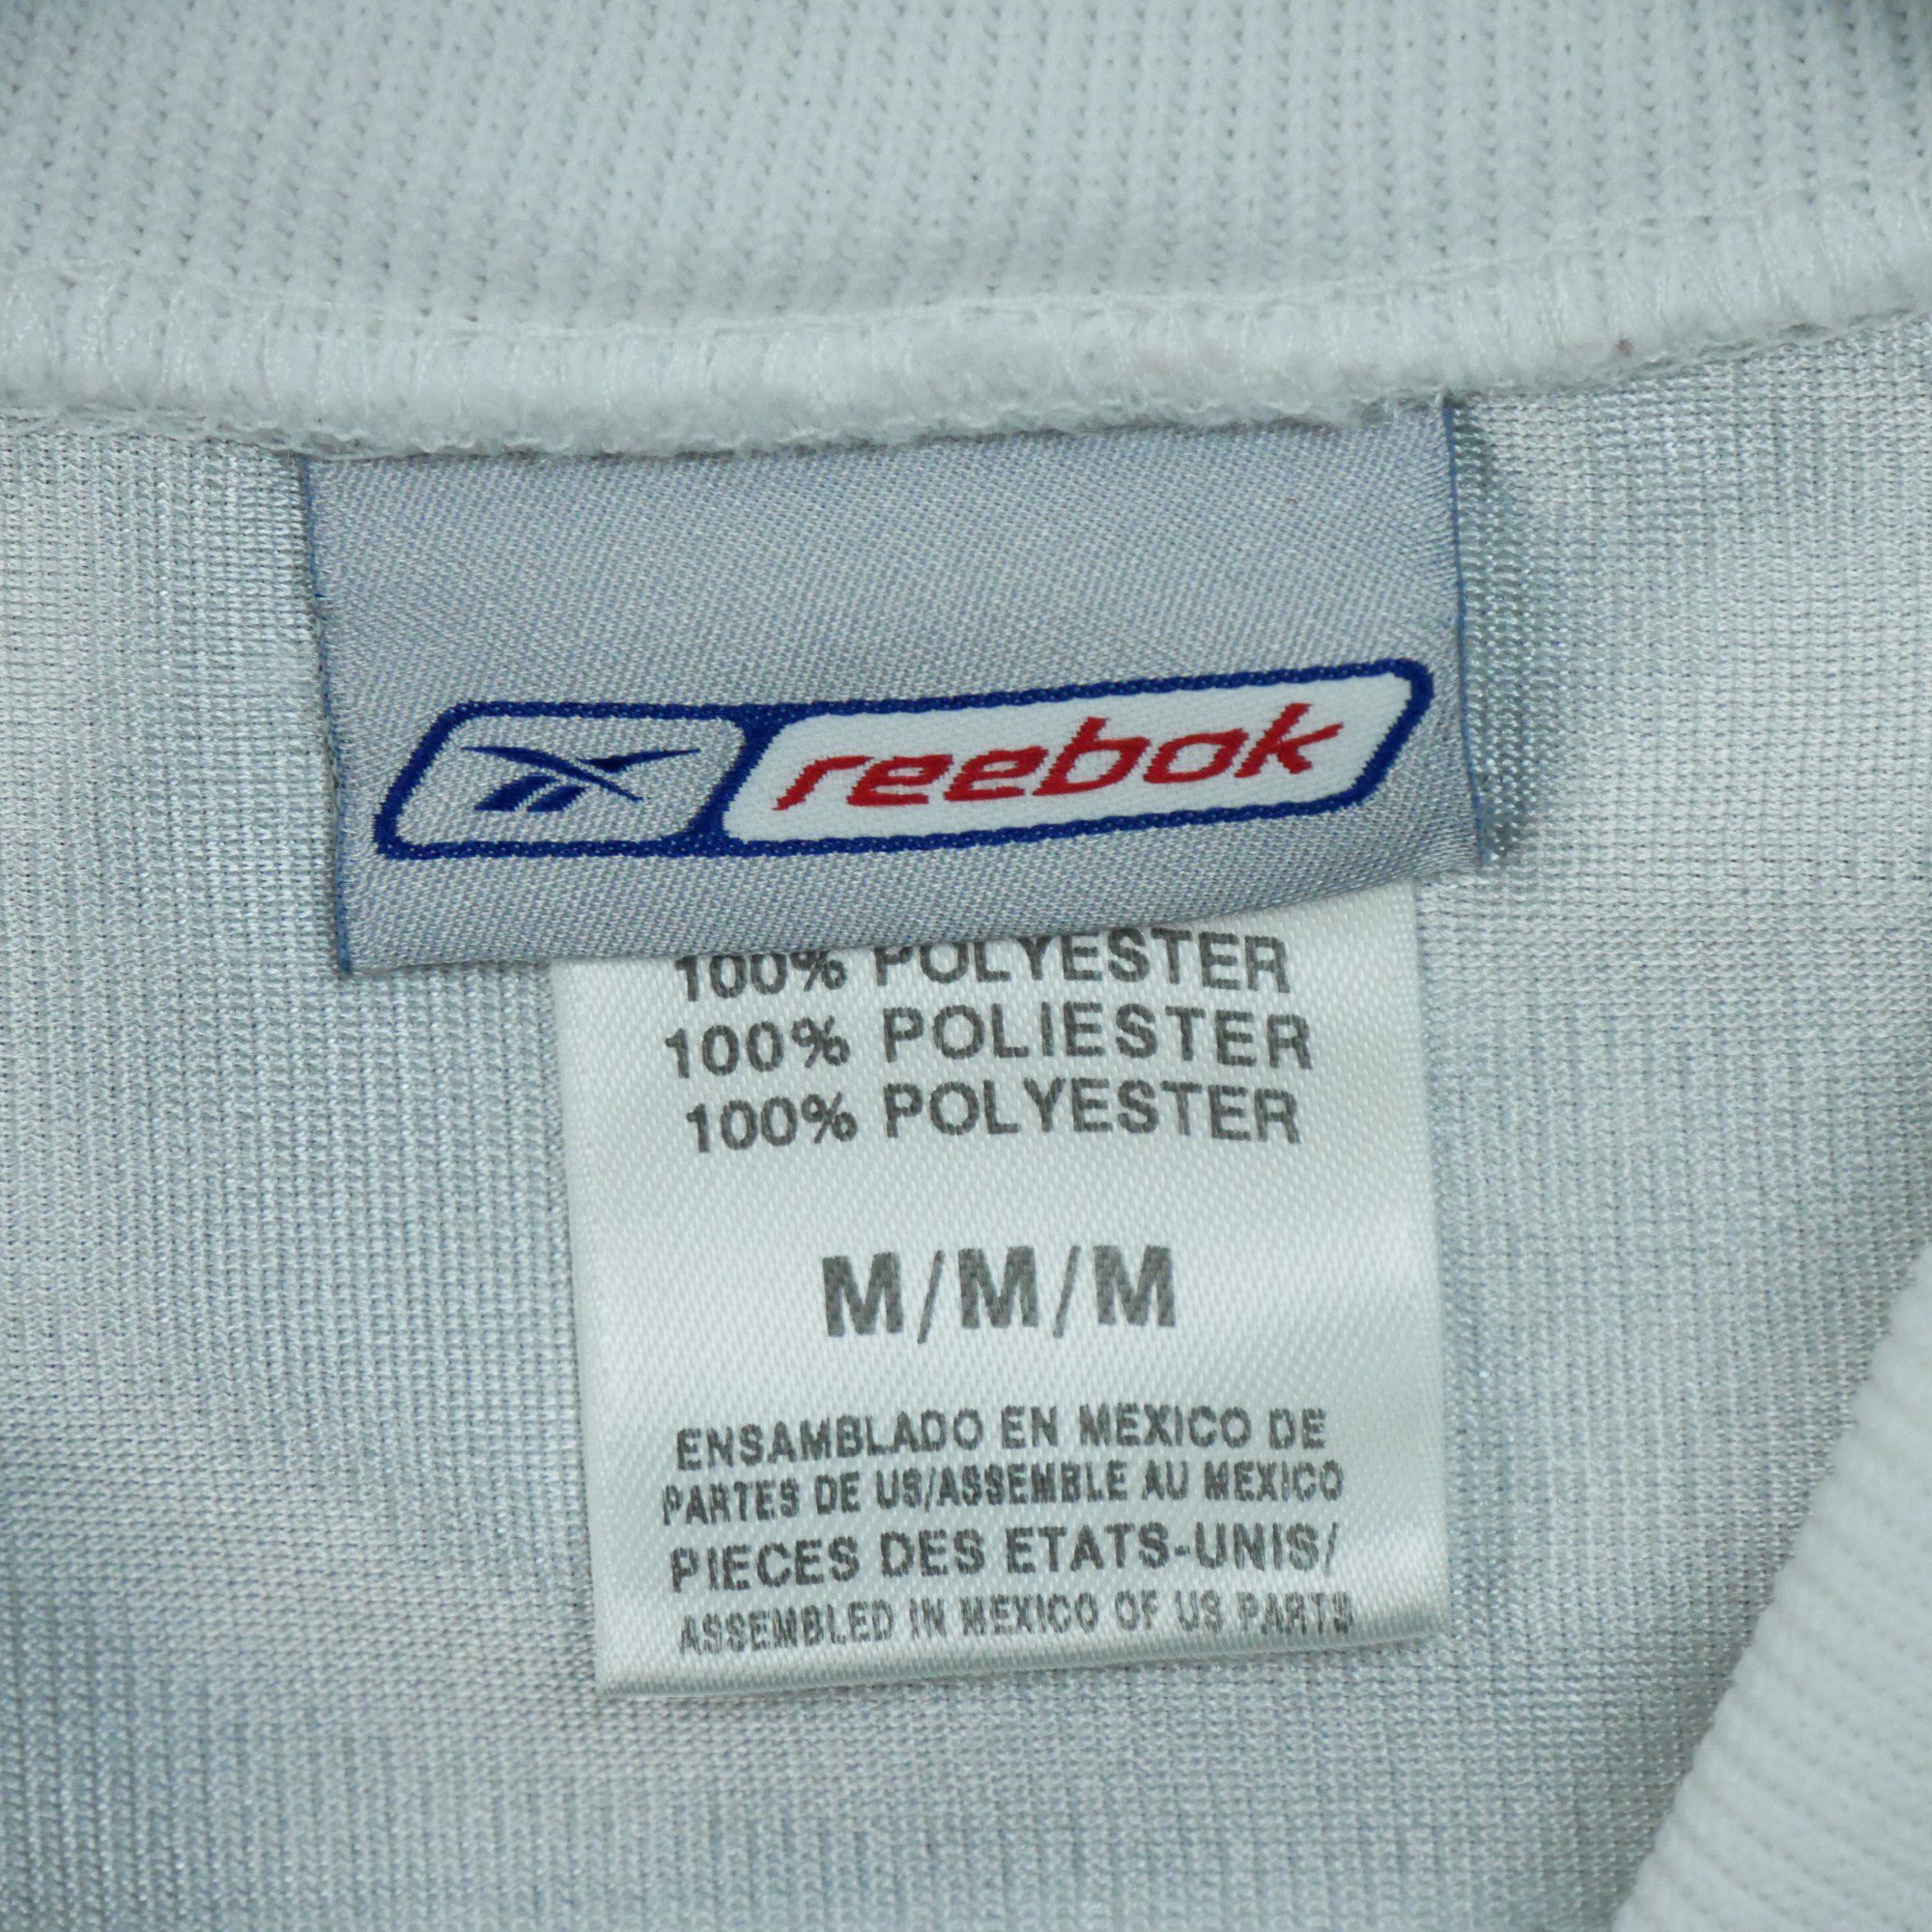 reebok
100% POLYESTER
100% POLIESTER
100% POLYESTER
M/M/M
ENSAMBLADO EN MEXICO DE
PARTES DE US/ASSEMBLE AU MEXICO
PIECES DES ETATS-UNIS/
ASSEMBLED IN MEXICO OF US PARTS